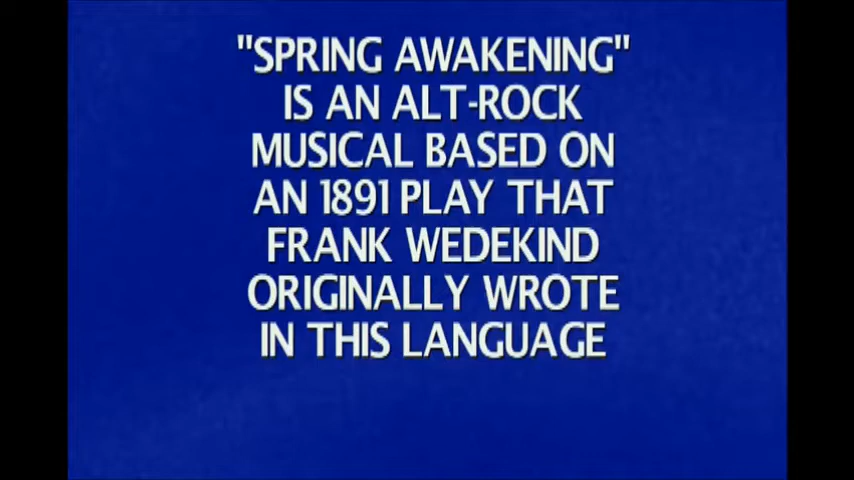 "SPRING AWAKENING"
IS AN ALT-ROCK
MUSICAL BASED ON
AN 1891 PLAY THAT
FRANK WEDEKIND
ORIGINALLY WROTE
IN THIS LANGUAGE